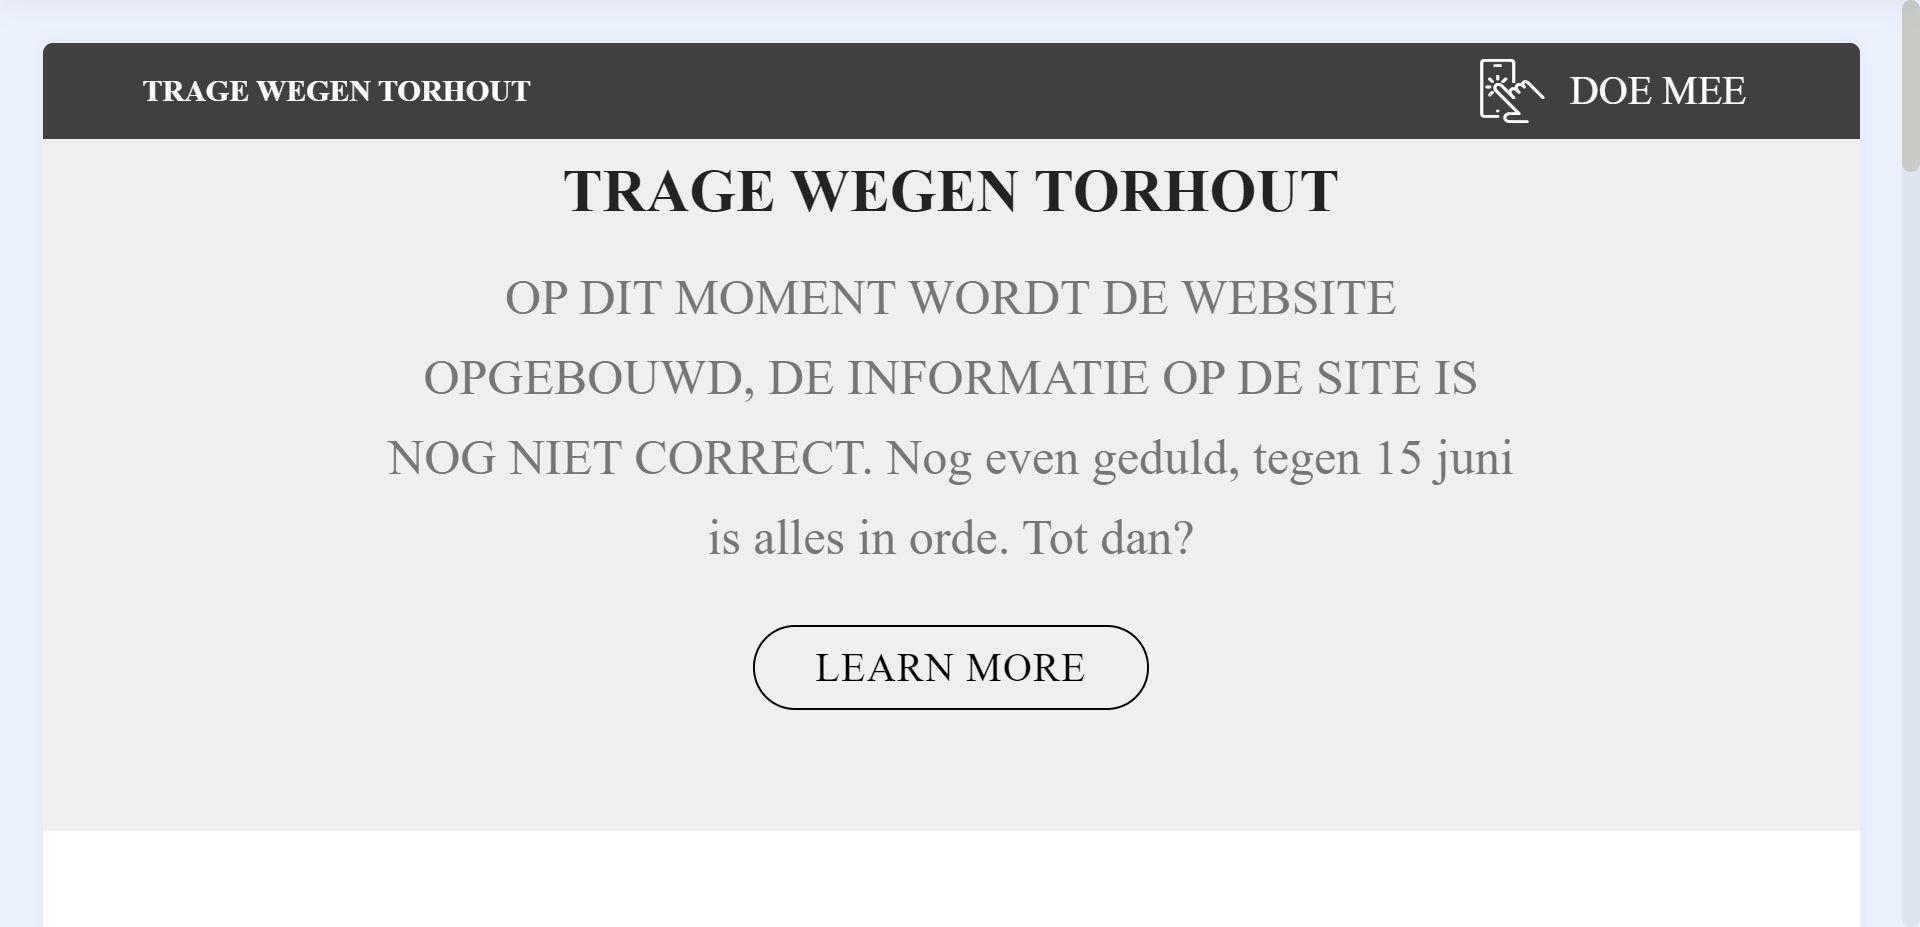 TRAGE WEGEN TORHOUT
DOE MEE
TRAGE WEGEN TORHOUT
OP DIT MOMENT WORDT DE WEBSITE
OPGEBOUWD, DE INFORMATIE OP DE SITE IS
NOG NIET CORRECT. Nog even geduld, tegen 15 juni
is alles in orde. Tot dan?
LEARN MORE